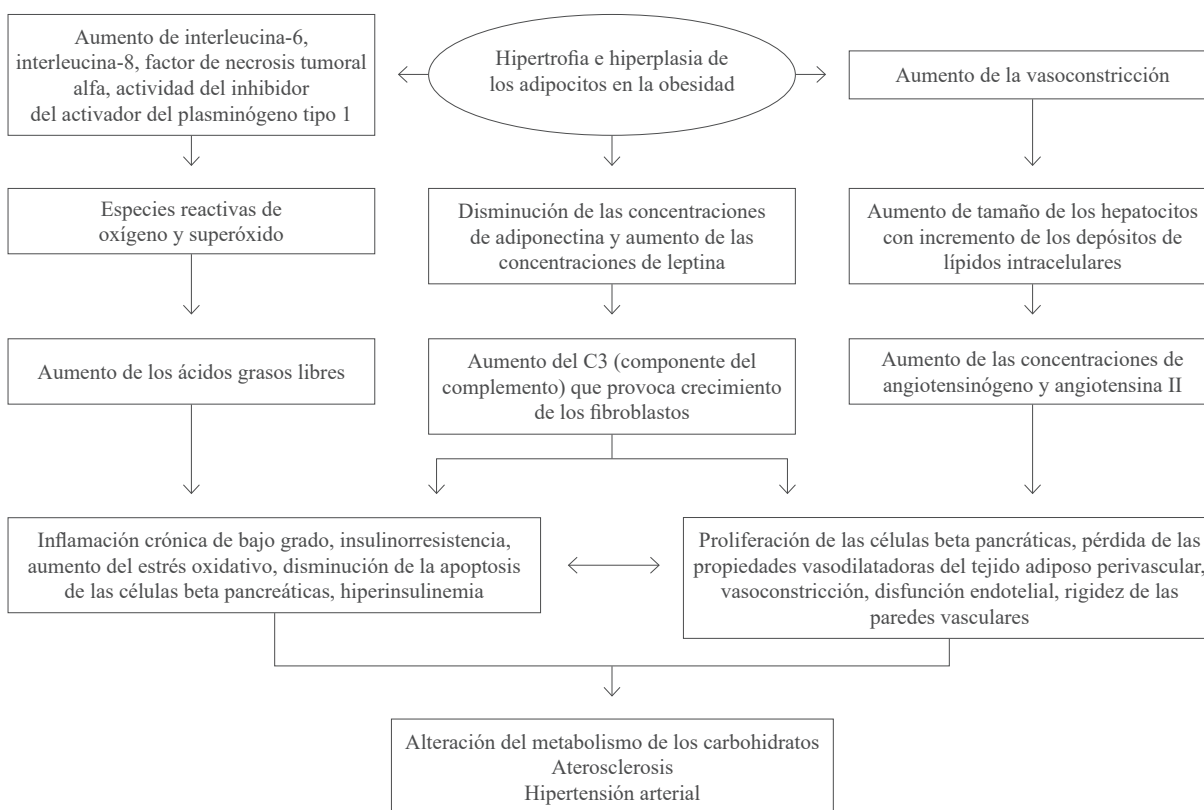 Aumento de interleucina-6,
interleucina-8, factor de necrosis tumoral
alfa, actividad del inhibidor
del activador del plasminógeno tipo 1
Hipertrofia e hiperplasia de
los adipocitos en la obesidad
Aumento de la vasoconstricción
Especies reactivas de
oxígeno y superóxido
Disminución de las concentraciones
de adiponectina y aumento de las
concentraciones de leptina
Aumento de tamaño de los hepatocitos
con incremento de los depósitos de
lípidos intracelulares
Aumento de los ácidos grasos libres
Aumento del C3 (componente del
complemento) que provoca crecimiento
de los fibroblastos
Aumento de las concentraciones de
angiotensinógeno y angiotensina II
Inflamación crónica de bajo grado, insulinorresistencia,
aumento del estrés oxidativo, disminución de la apoptosis
de las células beta pancreáticas, hiperinsulinemia
Proliferación de las células beta pancráticas, pérdida de las
propiedades vasodilatadoras del tejido adiposo perivascular,
vasoconstricción, disfunción endotelial, rigidez de las
paredes vasculares
Alteración del metabolismo de los carbohidratos
Aterosclerosis
Hipertensión arterial